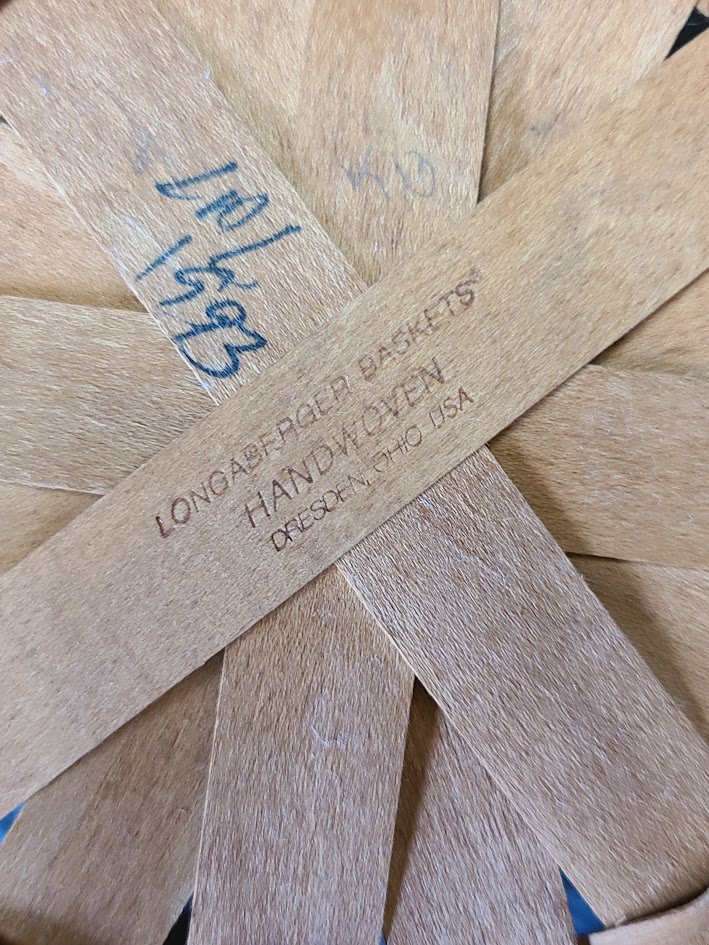 LONGABERGER BASKETS®
HANDWOVEN
DRESDEN, OHIO USA
1993